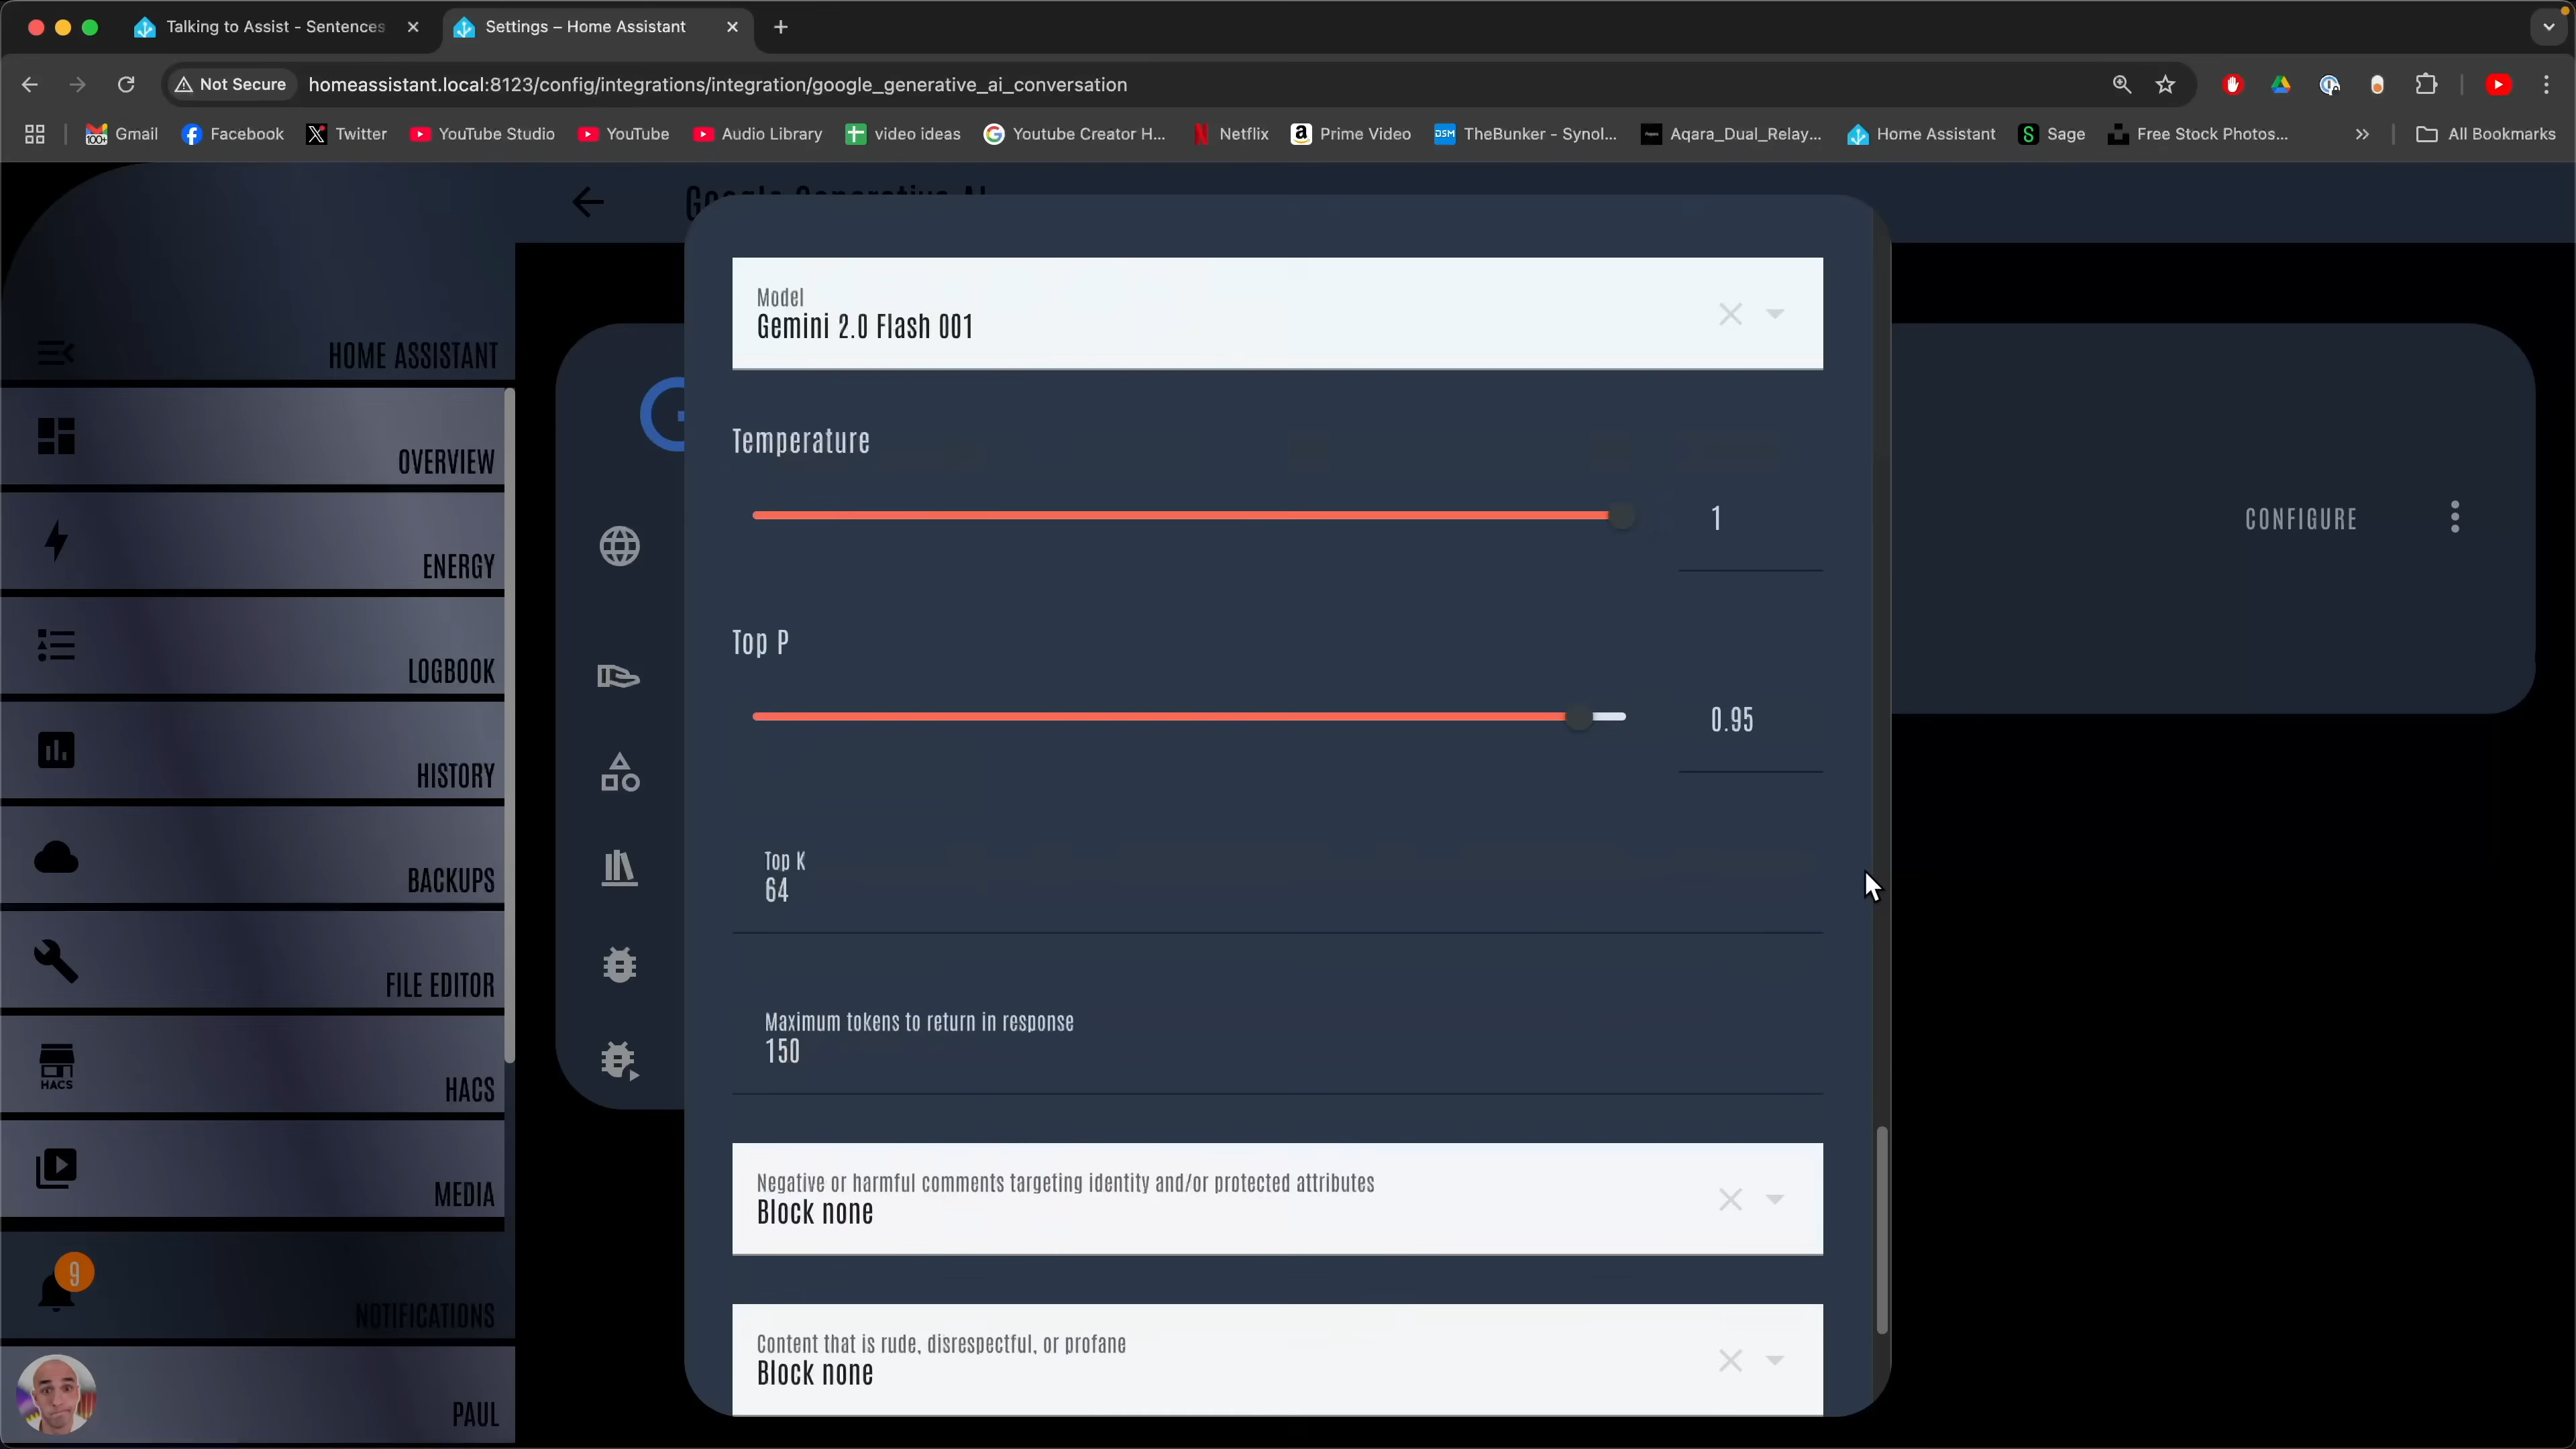 Talking to Assist - Sentences
Settings – Home Assistant
Not Secure
homeassistant.local:8123/config/integrations/integration/google_generative_ai_conversation
100+
Gmail
Facebook
Twitter
YouTube Studio
YouTube
Audio Library
video ideas
Youtube Creator H...
Netflix
Prime Video
DSM
TheBunker - Synol...
Aqara_Dual_Relay...
Home Assistant
Sage
Free Stock Photos...
All Bookmarks
Google Generative AI
HOME ASSISTANT
OVERVIEW
ENERGY
LOGBOOK
HISTORY
BACKUPS
FILE EDITOR
HACS
HACS
MEDIA
9
NOTIFICATIONS
PAUL
Model
Gemini 2.0 Flash 001
Temperature
1
Top P
0.95
Top K
64
Maximum tokens to return in response
150
Negative or harmful comments targeting identity and/or protected attributes
Block none
Content that is rude, disrespectful, or profane
Block none
CONFIGURE